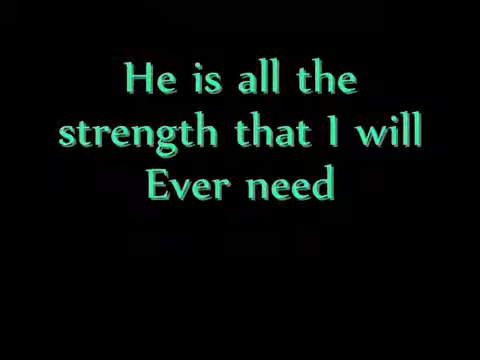 He is all the
strength that I will
Ever need